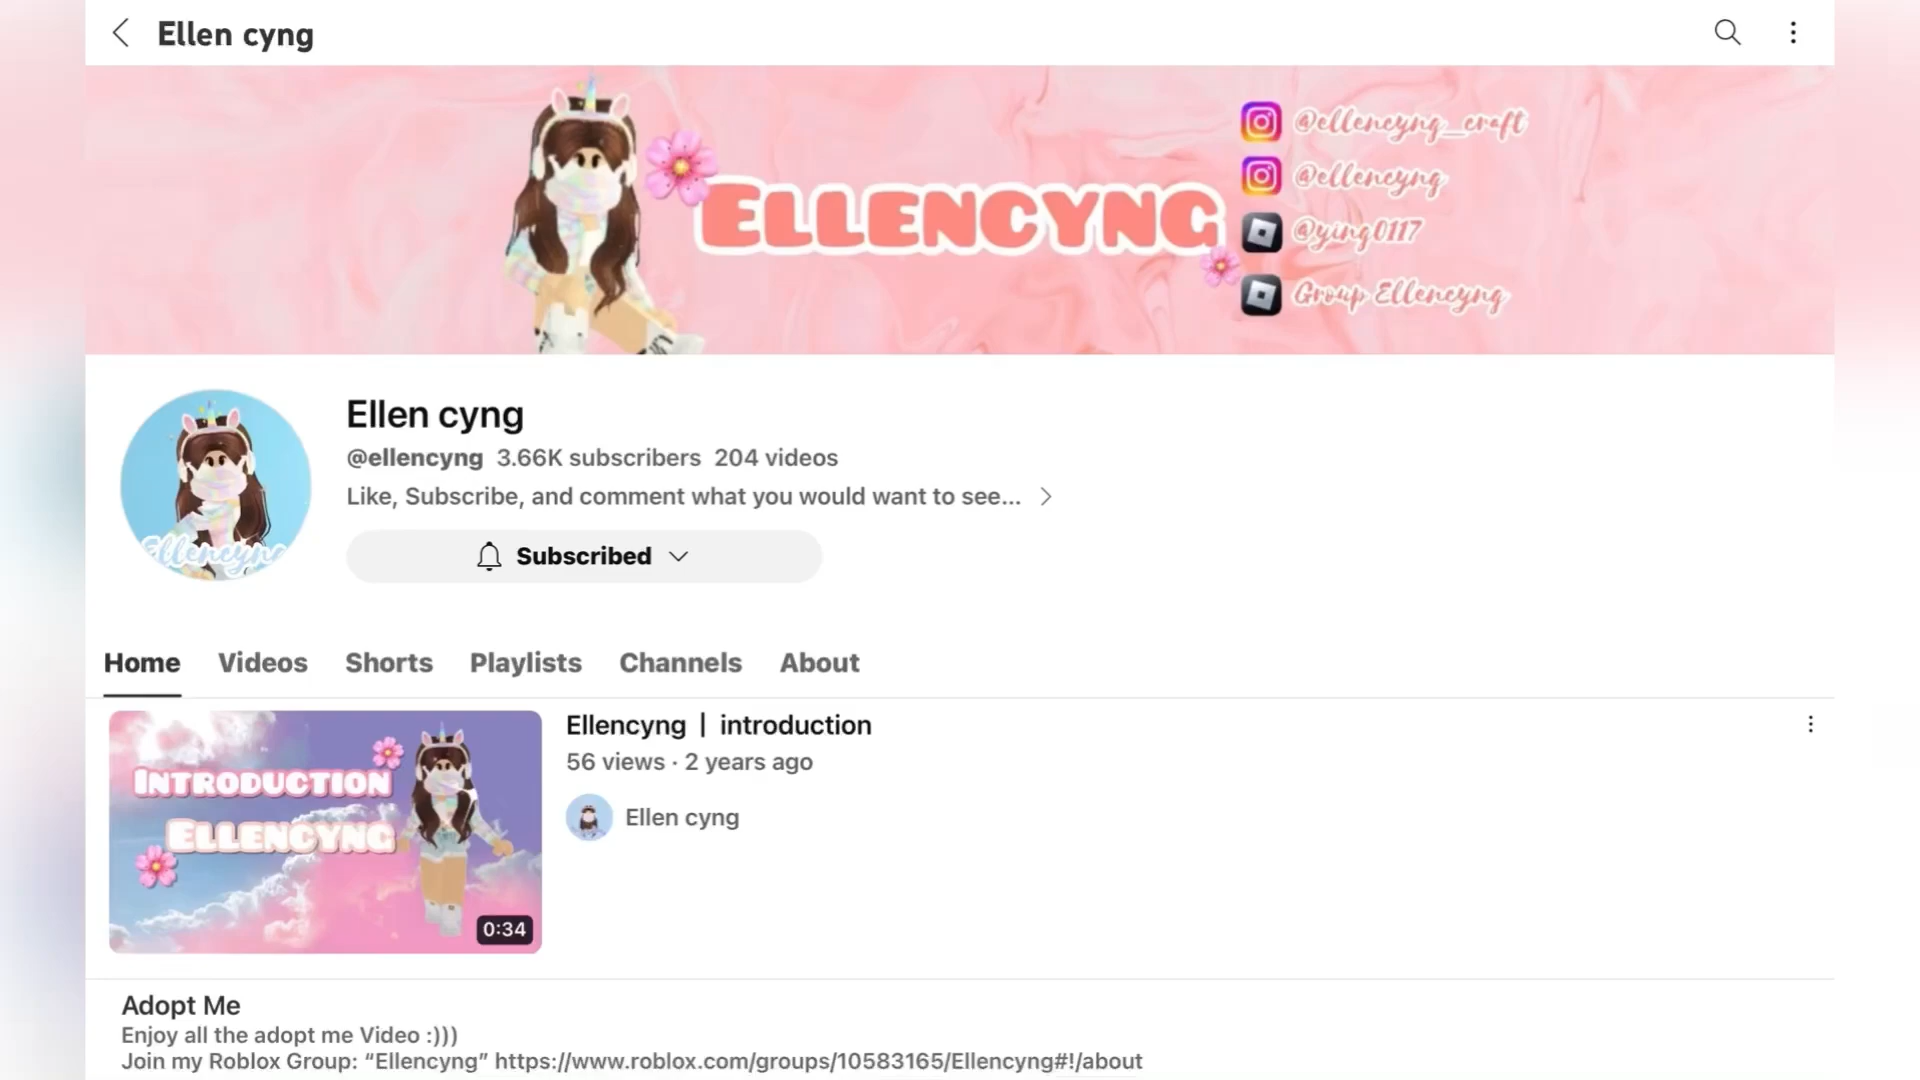 Ellen cyng
ELLENCYNG
@ellencyng_craft
@ellencyng
@ying0117
Group Ellencyng
Ellencyng
Ellen cyng
@ellencyng 3.66K subscribers 204 videos
Like, Subscribe, and comment what you would want to see...
Subscribed
Home Videos Shorts Playlists Channels About
INTRODUCTION
ELLENCYNG
0:34
Ellencyng | introduction
56 views · 2 years ago
Ellen cyng
Adopt Me
Enjoy all the adopt me Video :)))
Join my Roblox Group: “Ellencyng” https://www.roblox.com/groups/10583165/Ellencyng#!/about